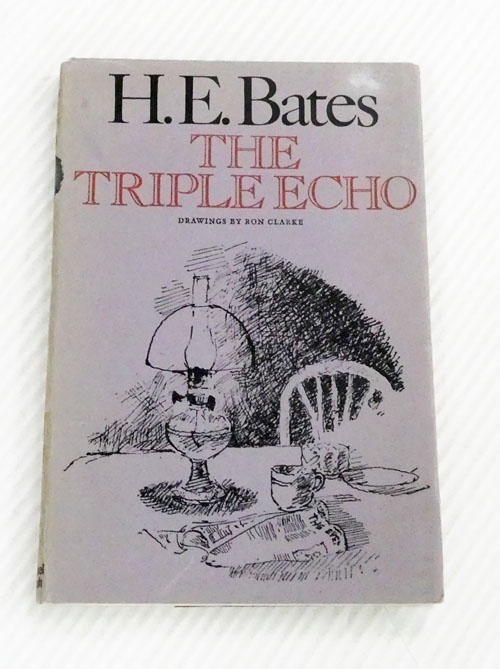 H.E. Bates
THE
TRIPLE ECHO
DRAWINGS BY RON CLARKE